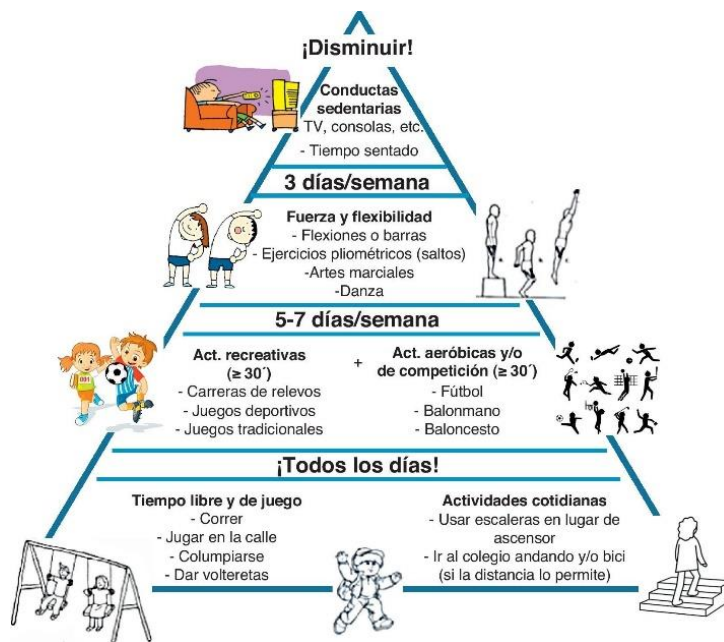 ¡Disminuir!
Conductas
sedentarias
TV, consolas, etc.
- Tiempo sentado
3 días/semana
Fuerza y flexibilidad
- Flexiones o barras
- Ejercicios pliométricos (saltos)
-Artes marciales
-Danza
5-7 días/semana
Act. recreativas
(≥ 30´)
- Carreras de relevos
- Juegos deportivos
- Juegos tradicionales
+
Act. aeróbicas y/o
de competición (≥ 30´)
- Fútbol
- Balonmano
- Baloncesto
¡Todos los días!
Tiempo libre y de juego
- Correr
- Jugar en la calle
- Columpiarse
- Dar volteretas
Actividades cotidianas
- Usar escaleras en lugar de
ascensor
- Ir al colegio andando y/o bici
(si la distancia lo permite)